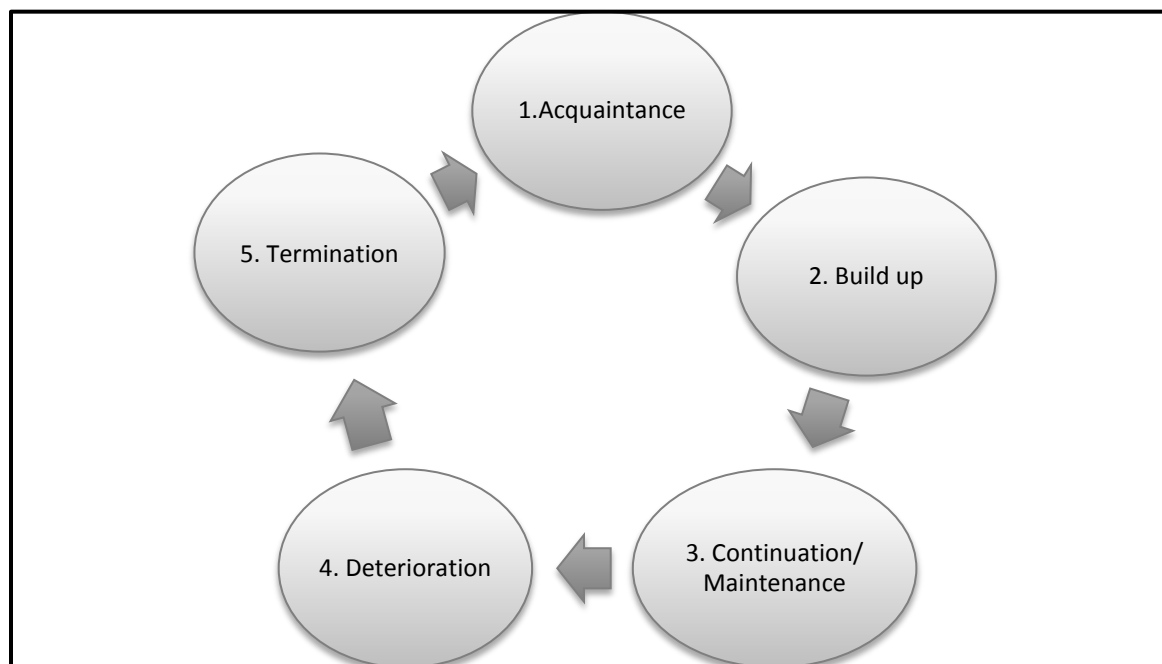 1.Acquaintance
2. Build up
3. Continuation/
Maintenance
4. Deterioration
5. Termination